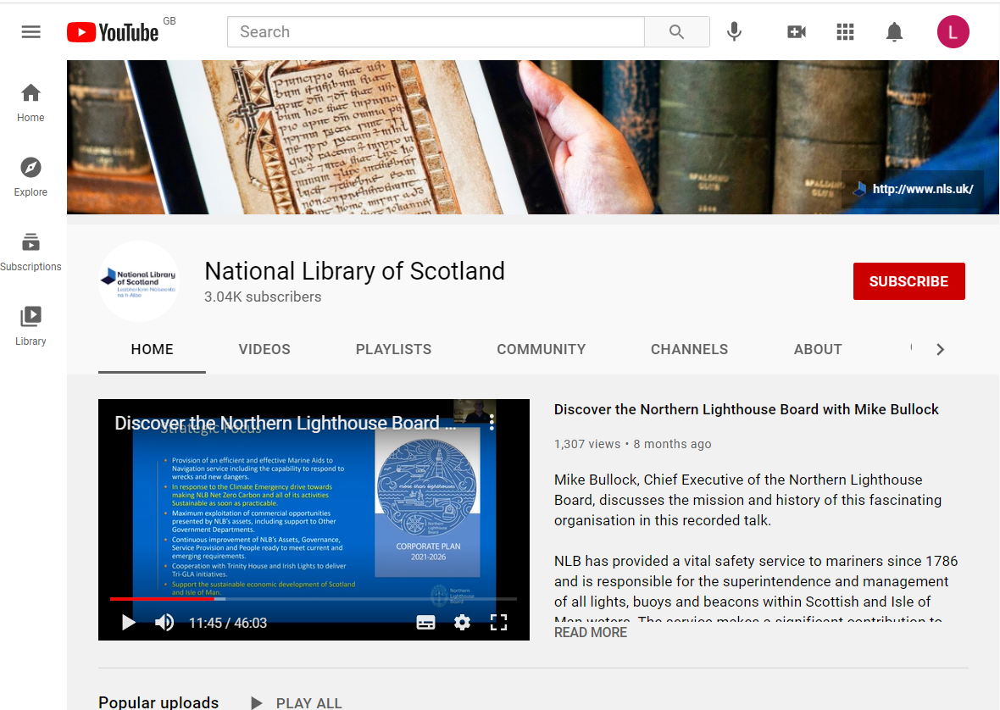 YouTube GB
Search
L
Home
Explore
Subscriptions
Library
http://www.nls.uk/
National Library
of Scotland
Leabharlann Nàiseanta
na h-Alba
National Library of Scotland
3.04K subscribers
SUBSCRIBE
HOME VIDEOS PLAYLISTS COMMUNITY CHANNELS ABOUT
Discover the Northern Lighthouse Board ...
Strategic Focus
• Provision of an efficient and effective Marine Aids to
Navigation service including the capability to respond to
wrecks and new dangers.
• In response to the Climate Emergency drive towards
making NLB Net Zero Carbon and all of its activities
Sustainable as soon as practicable.
• Maximum exploitation of commercial opportunities
presented by NLB's assets, including support to Other
Government Departments.
• Continuous improvement of NLB's Assets, Governance,
Service Provision and People ready to meet current and
emerging requirements.
• Cooperation with Trinity House and Irish Lights to deliver
Tri-GLA initiatives.
• Support the sustainable economic development of Scotland
and Isle of Man.
more than lighthouses
Northern
Lighthouse
Board
CORPORATE PLAN
2021-2026
Northern
Lighthouse
Board
11:45 / 46:03
Discover the Northern Lighthouse Board with Mike Bullock
1,307 views • 8 months ago
Mike Bullock, Chief Executive of the Northern Lighthouse
Board, discusses the mission and history of this fascinating
organisation in this recorded talk.
NLB has provided a vital safety service to mariners since 1786
and is responsible for the superintendence and management
of all lights, buoys and beacons within Scottish and Isle of
Man waters. The service makes a significant contribution to
READ MORE
Popular uploads PLAY ALL